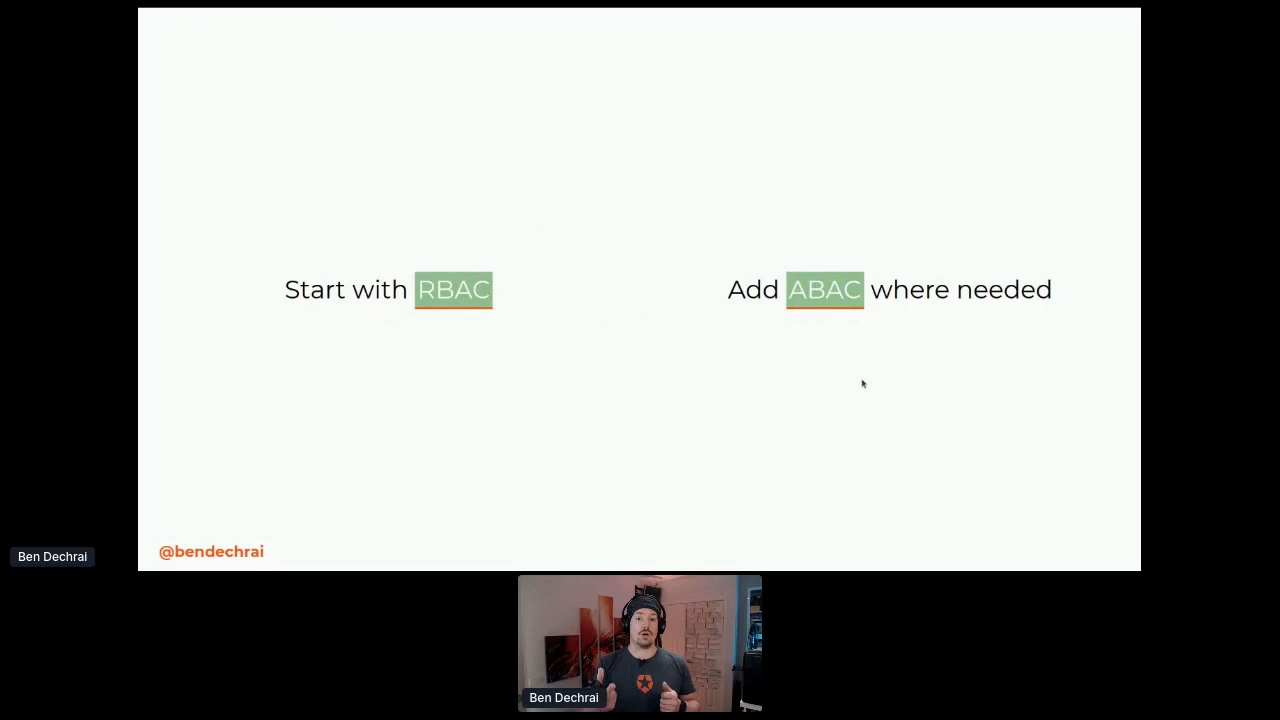 Start with RBAC
Add ABAC where needed
@bendechrai
Ben Dechrai
Ben Dechrai